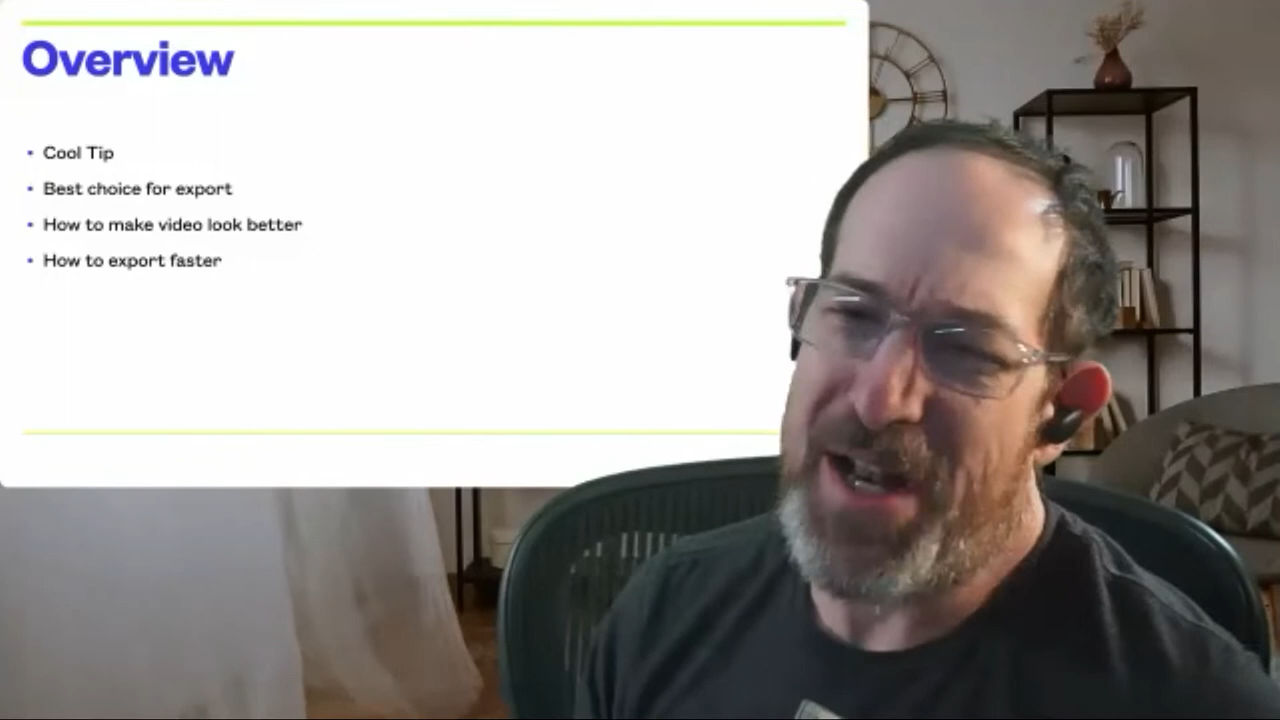 Overview
• Cool Tip
• Best choice for export
• How to make video look better
• How to export faster